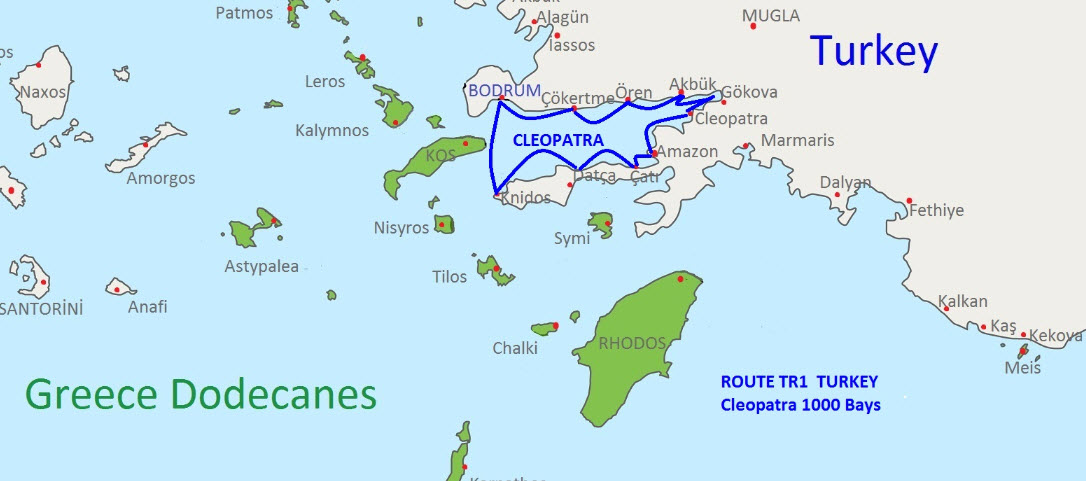 Akbuk
Patmos
Alagün
MUGLA
Iassos
Turkey
os
Leros
Naxos
BODRUM
Çökertme
Ören
Akbük
Gökova
Cleopatra
Kalymnos
CLEOPATRA
Marmaris
KOS
Amazon
Amorgos
Datça
Çatı
Dalyan
Knidos
Fethiye
Nisyros
Symi
Astypalea
Tilos
SANTORİNİ
Anafi
Kalkan
Kaş
Kekova
Chalki
RHODOS
Meis
ROUTE TR1 TURKEY
Cleopatra 1000 Bays
Greece Dodecanes